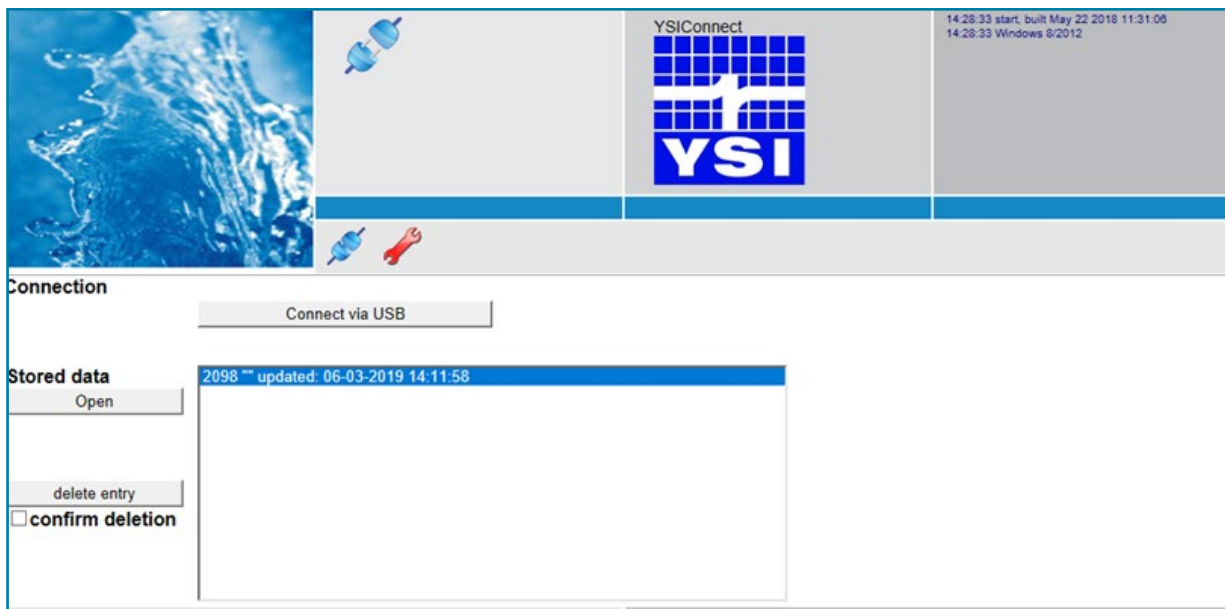 YSIConnect
YSI
14:28:33 start, built May 22 2018 11:31:06
14:28:33 Windows 8/2012
Connection
Connect via USB
Stored data
2098 "" updated: 06-03-2019 14:11:58
Open
delete entry
confirm deletion